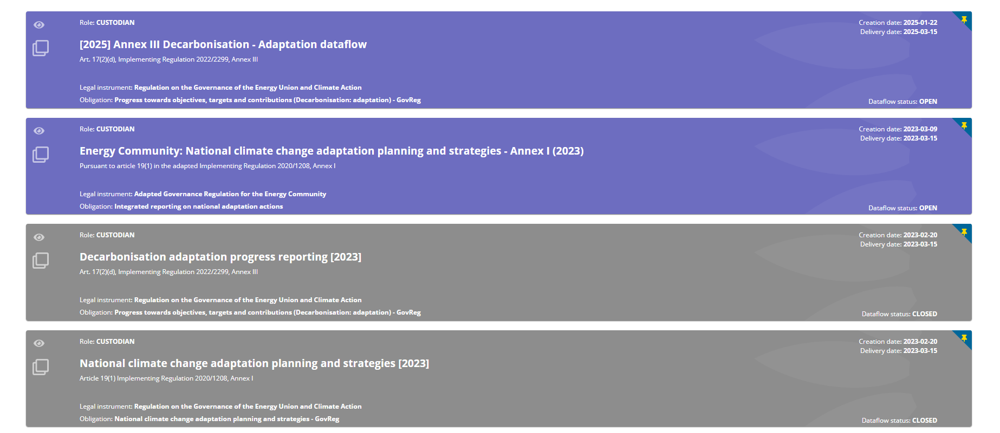 Role: CUSTODIAN
Creation date: 2025-01-22
Delivery date: 2025-03-15
[2025] Annex III Decarbonisation - Adaptation dataflow
Art. 17(2)(d), Implementing Regulation 2022/2299, Annex III
Legal instrument: Regulation on the Governance of the Energy Union and Climate Action
Obligation: Progress towards objectives, targets and contributions (Decarbonisation: adaptation) - GovReg
Dataflow status: OPEN
Role: CUSTODIAN
Creation date: 2023-03-09
Delivery date: 2023-03-15
Energy Community: National climate change adaptation planning and strategies - Annex I (2023)
Pursuant to article 19(1) in the adapted Implementing Regulation 2020/1208, Annex I
Legal instrument: Adapted Governance Regulation for the Energy Community
Obligation: Integrated reporting on national adaptation actions
Dataflow status: OPEN
Role: CUSTODIAN
Creation date: 2023-02-20
Delivery date: 2023-03-15
Decarbonisation adaptation progress reporting [2023]
Art. 17(2)(d), Implementing Regulation 2022/2299, Annex III
Legal instrument: Regulation on the Governance of the Energy Union and Climate Action
Obligation: Progress towards objectives, targets and contributions (Decarbonisation: adaptation) - GovReg
Dataflow status: CLOSED
Role: CUSTODIAN
Creation date: 2023-02-20
Delivery date: 2023-03-15
National climate change adaptation planning and strategies [2023]
Article 19(1) Implementing Regulation 2020/1208, Annex I
Legal instrument: Regulation on the Governance of the Energy Union and Climate Action
Obligation: National climate change adaptation planning and strategies - GovReg
Dataflow status: CLOSED